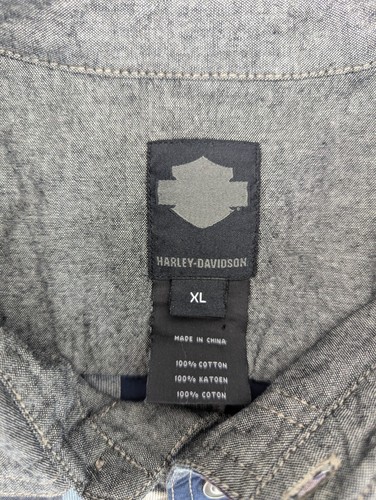 HARLEY-DAVIDSON
XL
MADE IN CHINA
100% COTTON
100% KATOEN
100% COTON